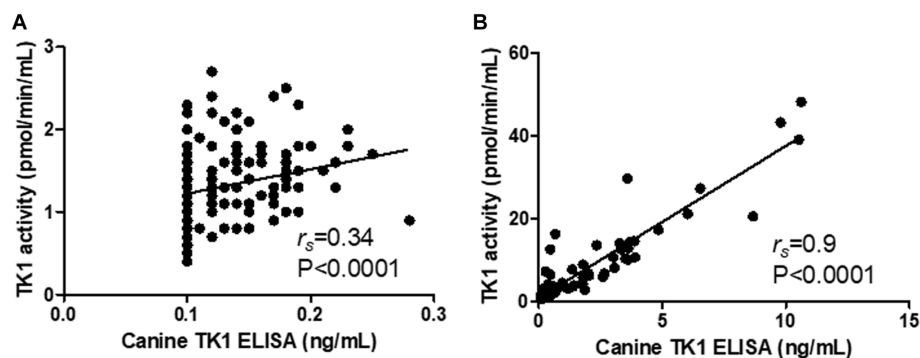 A
TK1 activity (pmol/min/mL)
3
2
1
0
r_s=0.34
P<0.0001
0.0
0.1
0.2
0.3
Canine TK1 ELISA (ng/mL)
B
TK1 activity (pmol/min/mL)
60
40
20
0
r_s=0.9
P<0.0001
0
5
10
15
Canine TK1 ELISA (ng/mL)